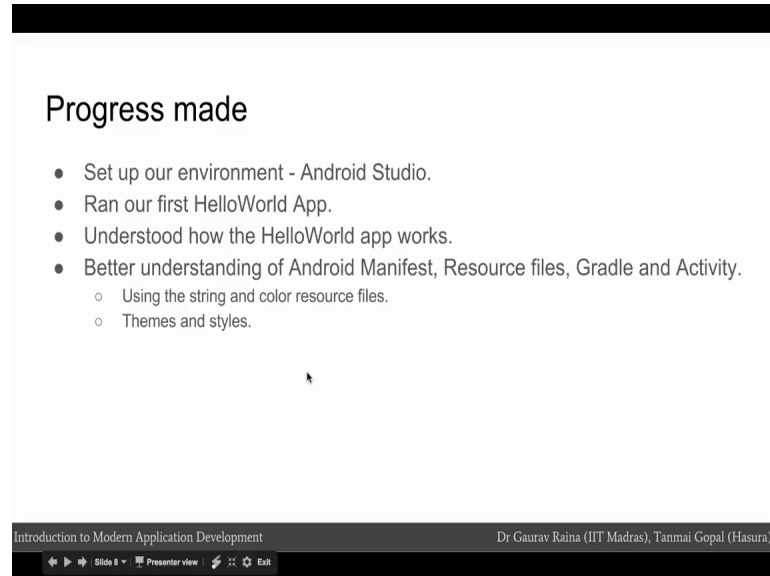 Progress made
● Set up our environment - Android Studio.
● Ran our first HelloWorld App.
● Understood how the HelloWorld app works.
● Better understanding of Android Manifest, Resource files, Gradle and Activity.
○ Using the string and color resource files.
○ Themes and styles.
Introduction to Modern Application Development Dr Gaurav Raina (IIT Madras), Tanmai Gopal (Hasura)
Slide 8 Presenter view Exit